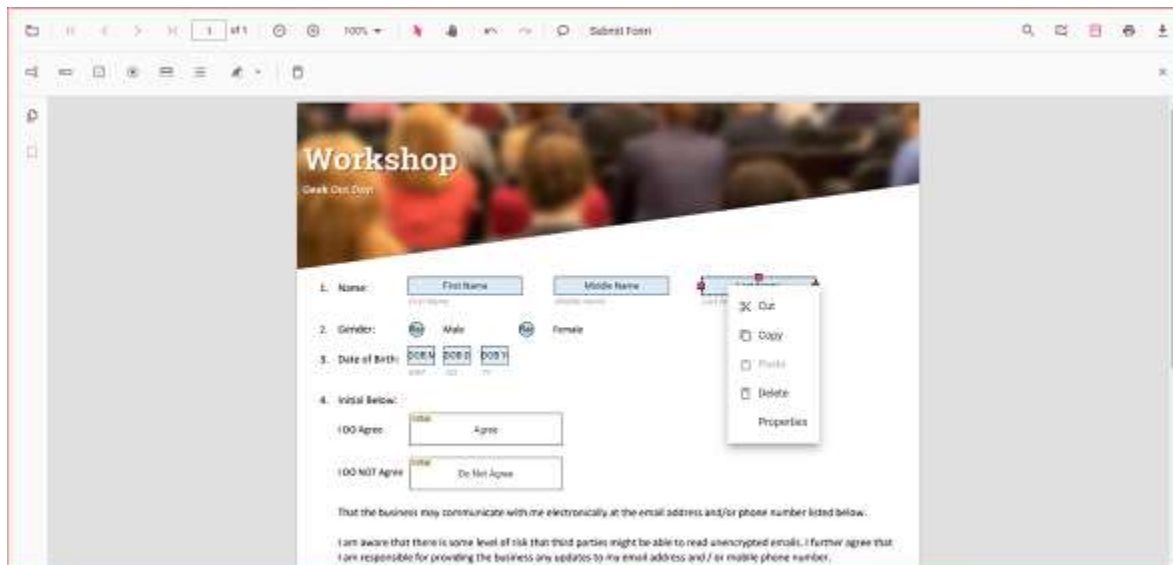 1 of 1 100% Submit Form
Workshop
Geek Out Day
1. Name: First Name Middle Name
2. Gender: Male Female
3. Date of Birth: DOB M DOB D
4. Initial Below:
I DO Agree Initial Agree
I DO NOT Agree Initial Do Not Agree
Cut
Copy
Paste
Delete
Properties
That the business may communicate with me electronically at the email address and/or phone number listed below.
I am aware that there is some level of risk that third parties might be able to read unencrypted emails. I further agree that
I am responsible for providing the business any updates to my email address and / or mobile phone number.